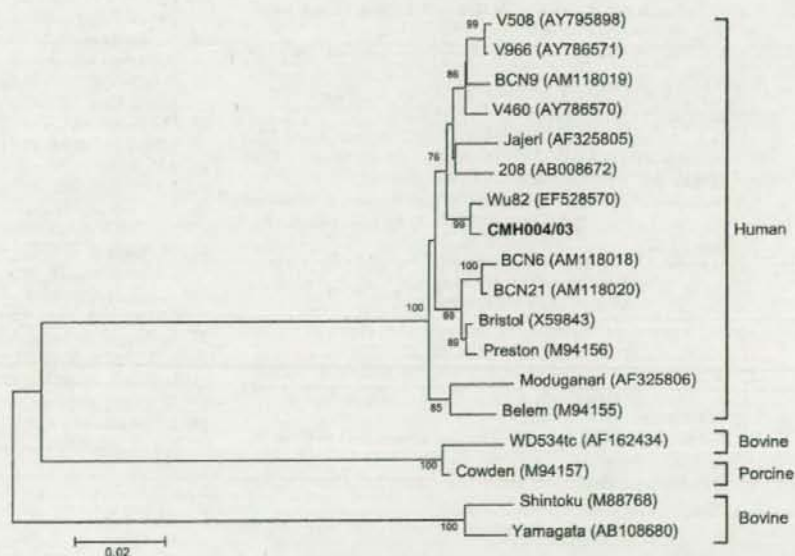 99
V508 (AY795898)
V966 (AY786571)
86
BCN9 (AM118019)
V460 (AY786570)
76
Jajeri (AF325805)
208 (AB008672)
Wu82 (EF528570)
99
CMH004/03
Human
100
BCN6 (AM118018)
BCN21 (AM118020)
100
Bristol (X59843)
89
Preston (M94156)
Moduganari (AF325806)
85
Belem (M94155)
WD534tc (AF162434)
Bovine
100
Cowden (M94157)
Porcine
Shintoku (M88768)
Bovine
100
Yamagata (AB108680)
0.02